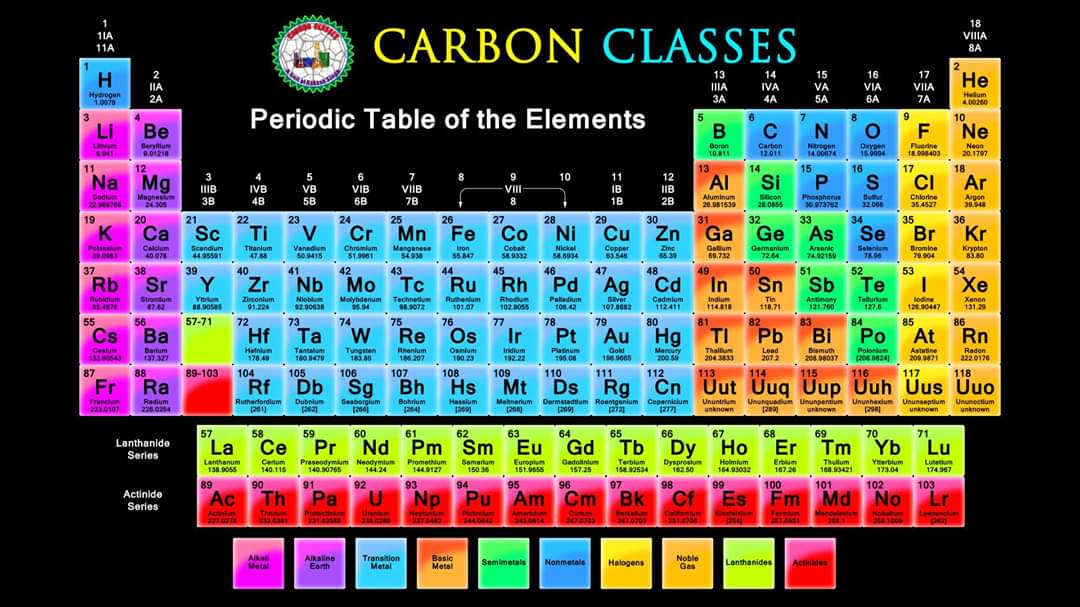 CARBON CLASSES
Periodic Table of the Elements
1
1IA
11A
2
IIA
2A
3
IIIB
3B
4
IVB
4B
5
VB
5B
6
VIB
6B
7
VIIB
7B
8 9 10
VIII
8
11
IB
1B
12
IIB
2B
13
IIIA
3A
14
IVA
4A
15
VA
5A
16
VIA
6A
17
VIIA
7A
18
VIIIA
8A
1 H Hydrogen 1.0079
2 He Helium 4.00260
3 Li Lithium 6.941
4 Be Beryllium 9.01218
5 B Boron 10.811
6 C Carbon 12.011
7 N Nitrogen 14.00674
8 O Oxygen 15.9994
9 F Fluorine 18.998403
10 Ne Neon 20.1797
11 Na Sodium 22.989768
12 Mg Magnesium 24.305
13 Al Aluminum 26.981539
14 Si Silicon 28.0855
15 P Phosphorus 30.973762
16 S Sulfur 32.066
17 Cl Chlorine 35.4527
18 Ar Argon 39.948
19 K Potassium 39.0983
20 Ca Calcium 40.078
21 Sc Scandium 44.95591
22 Ti Titanium 47.88
23 V Vanadium 50.9415
24 Cr Chromium 51.9961
25 Mn Manganese 54.938
26 Fe Iron 55.847
27 Co Cobalt 58.9332
28 Ni Nickel 58.6934
29 Cu Copper 63.546
30 Zn Zinc 65.39
31 Ga Gallium 69.732
32 Ge Germanium 72.64
33 As Arsenic 74.92159
34 Se Selenium 78.96
35 Br Bromine 79.904
36 Kr Krypton 83.80
37 Rb Rubidium 85.4678
38 Sr Strontium 87.62
39 Y Yttrium 88.90585
40 Zr Zirconium 91.224
41 Nb Niobium 92.90638
42 Mo Molybdenum 95.94
43 Tc Technetium 98.9072
44 Ru Ruthenium 101.07
45 Rh Rhodium 102.9055
46 Pd Palladium 106.42
47 Ag Silver 107.8682
48 Cd Cadmium 112.411
49 In Indium 114.818
50 Sn Tin 118.71
51 Sb Antimony 121.760
52 Te Tellurium 127.6
53 I Iodine 126.90447
54 Xe Xenon 131.29
55 Cs Cesium 132.90543
56 Ba Barium 137.327
57-71
72 Hf Hafnium 178.49
73 Ta Tantalum 180.9479
74 W Tungsten 183.85
75 Re Rhenium 186.207
76 Os Osmium 190.23
77 Ir Iridium 192.22
78 Pt Platinum 195.08
79 Au Gold 196.9665
80 Hg Mercury 200.59
81 Tl Thallium 204.3833
82 Pb Lead 207.2
83 Bi Bismuth 208.98037
84 Po Polonium [208.9824]
85 At Astatine 209.9871
86 Rn Radon 222.0176
87 Fr Francium 223.0197
88 Ra Radium 226.0254
89-103
104 Rf Rutherfordium [261]
105 Db Dubnium [262]
106 Sg Seaborgium [266]
107 Bh Bohrium [264]
108 Hs Hassium [269]
109 Mt Meitnerium [268]
110 Ds Darmstadtium [269]
111 Rg Roentgenium [272]
112 Cn Copernicium [277]
113 Uut Ununtrium unknown
114 Uuq Ununquadium [289]
115 Uup Ununpentium unknown
116 Uuh Ununhexium [298]
117 Uus Ununseptium unknown
118 Uuo Ununoctium unknown
Lanthanide
Series
57 La Lanthanum 138.9055
58 Ce Cerium 140.115
59 Pr Praseodymium 140.90765
60 Nd Neodymium 144.24
61 Pm Promethium 144.9127
62 Sm Samarium 150.36
63 Eu Europium 151.9655
64 Gd Gadolinium 157.25
65 Tb Terbium 158.92534
66 Dy Dysprosium 162.50
67 Ho Holmium 164.93032
68 Er Erbium 167.26
69 Tm Thulium 168.93421
70 Yb Ytterbium 173.04
71 Lu Lutetium 174.967
Actinide
Series
89 Ac Actinium 227.0278
90 Th Thorium 232.0381
91 Pa Protactinium 231.03588
92 U Uranium 238.0289
93 Np Neptunium 237.0482
94 Pu Plutonium 244.0642
95 Am Americium 243.0614
96 Cm Curium 247.0703
97 Bk Berkelium 247.0703
98 Cf Californium 251.0796
99 Es Einsteinium [254]
100 Fm Fermium 257.0951
101 Md Mendelevium 258.1
102 No Nobelium 259.1009
103 Lr Lawrencium [262]
Alkali
Metal
Alkaline
Earth
Transition
Metal
Basic
Metal
Semimetals
Nonmetals
Halogens
Noble
Gas
Lanthanides
Actinides